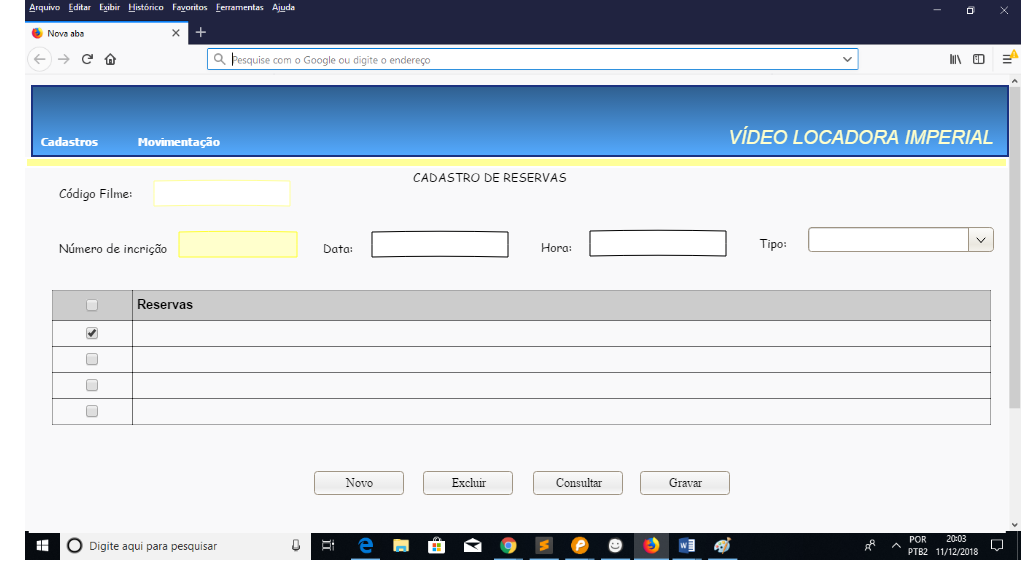 Arquivo Editar Exibir Histórico Favoritos Ferramentas Ajuda
Nova aba
Pesquise com o Google ou digite o endereço
Cadastros Movimentação VÍDEO LOCADORA IMPERIAL
CADASTRO DE RESERVAS
Código Filme:
Número de incrição Data: Hora: Tipo:
Reservas
Novo Excluir Consultar Gravar
Digite aqui para pesquisar
POR 20:03
PTB2 11/12/2018